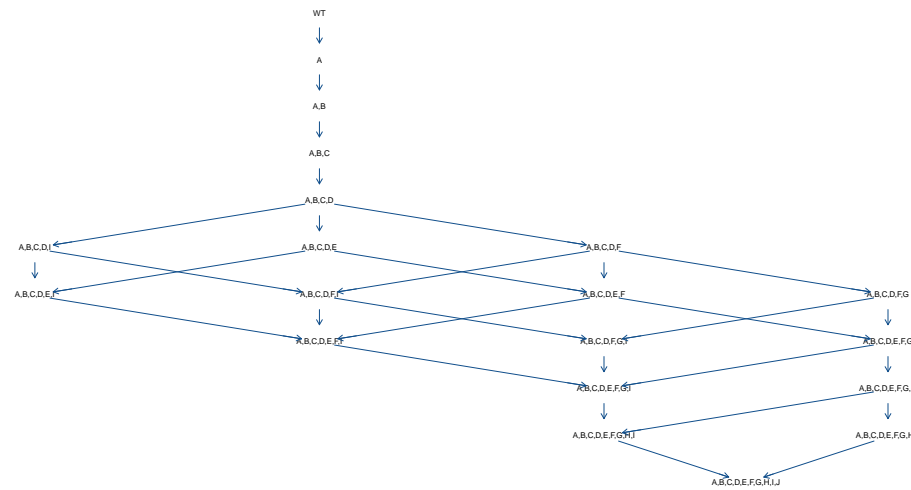 WT
A
A,B
A,B,C
A,B,C,D
A,B,C,D,I
A,B,C,D,E
A,B,C,D,F
A,B,C,D,E,I
A,B,C,D,F,I
A,B,C,D,E,F
A,B,C,D,F,G
A,B,C,D,E,F,I
A,B,C,D,F,G,I
A,B,C,D,E,F,G
A,B,C,D,E,F,G,I
A,B,C,D,E,F,G,
A,B,C,D,E,F,G,H,I
A,B,C,D,E,F,G,H
A,B,C,D,E,F,G,H,I,J